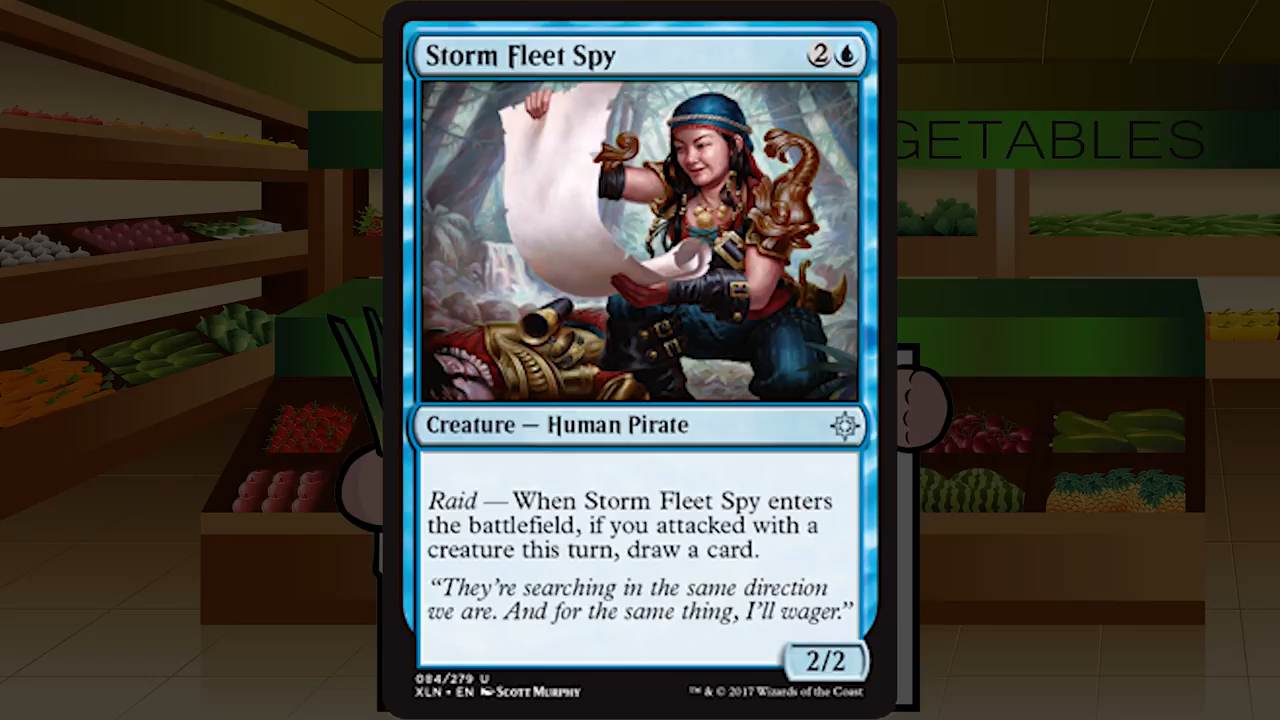 Storm Fleet Spy 2
GETABLES
Creature — Human Pirate
Raid — When Storm Fleet Spy enters
the battlefield, if you attacked with a
creature this turn, draw a card.
“They’re searching in the same direction
we are. And for the same thing, I’ll wager.”
2/2
084/279 U
XLN • EN Scott Murphy
™ & © 2017 Wizards of the Coast